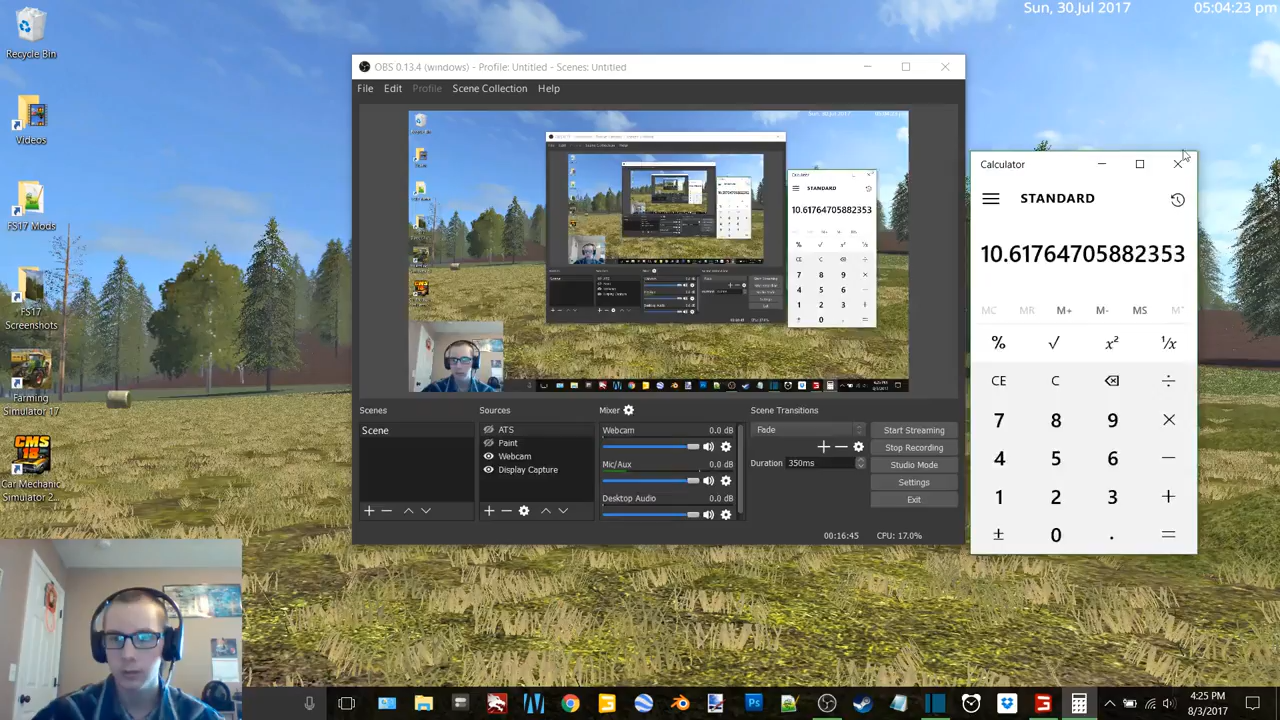 Sun, 30.Jul 2017 05:04:23 pm
Recycle Bin
Videos
FS17 Mods
FS17
Screenshots
Farming
Simulator 17
Car Mechanic
Simulator 2...
OBS 0.13.4 (windows) - Profile: Untitled - Scenes: Untitled
File Edit Profile Scene Collection Help
Calculator
STANDARD
10.61764705882353
Scenes
Scene
Sources
ATS
Paint
Webcam
Display Capture
Mixer
Webcam 0.0 dB
Mic/Aux 0.0 dB
Desktop Audio 0.0 dB
Scene Transitions
Fade
Duration 350ms
Start Streaming
Stop Recording
Studio Mode
Settings
Exit
00:16:45 CPU: 17.0%
Calculator
STANDARD
10.61764705882353
MC MR M+ M- MS M˅
% √ x² ¹/x
CE C ÷
7 8 9 ×
4 5 6 −
1 2 3 +
± 0 . =
4:25 PM
8/3/2017